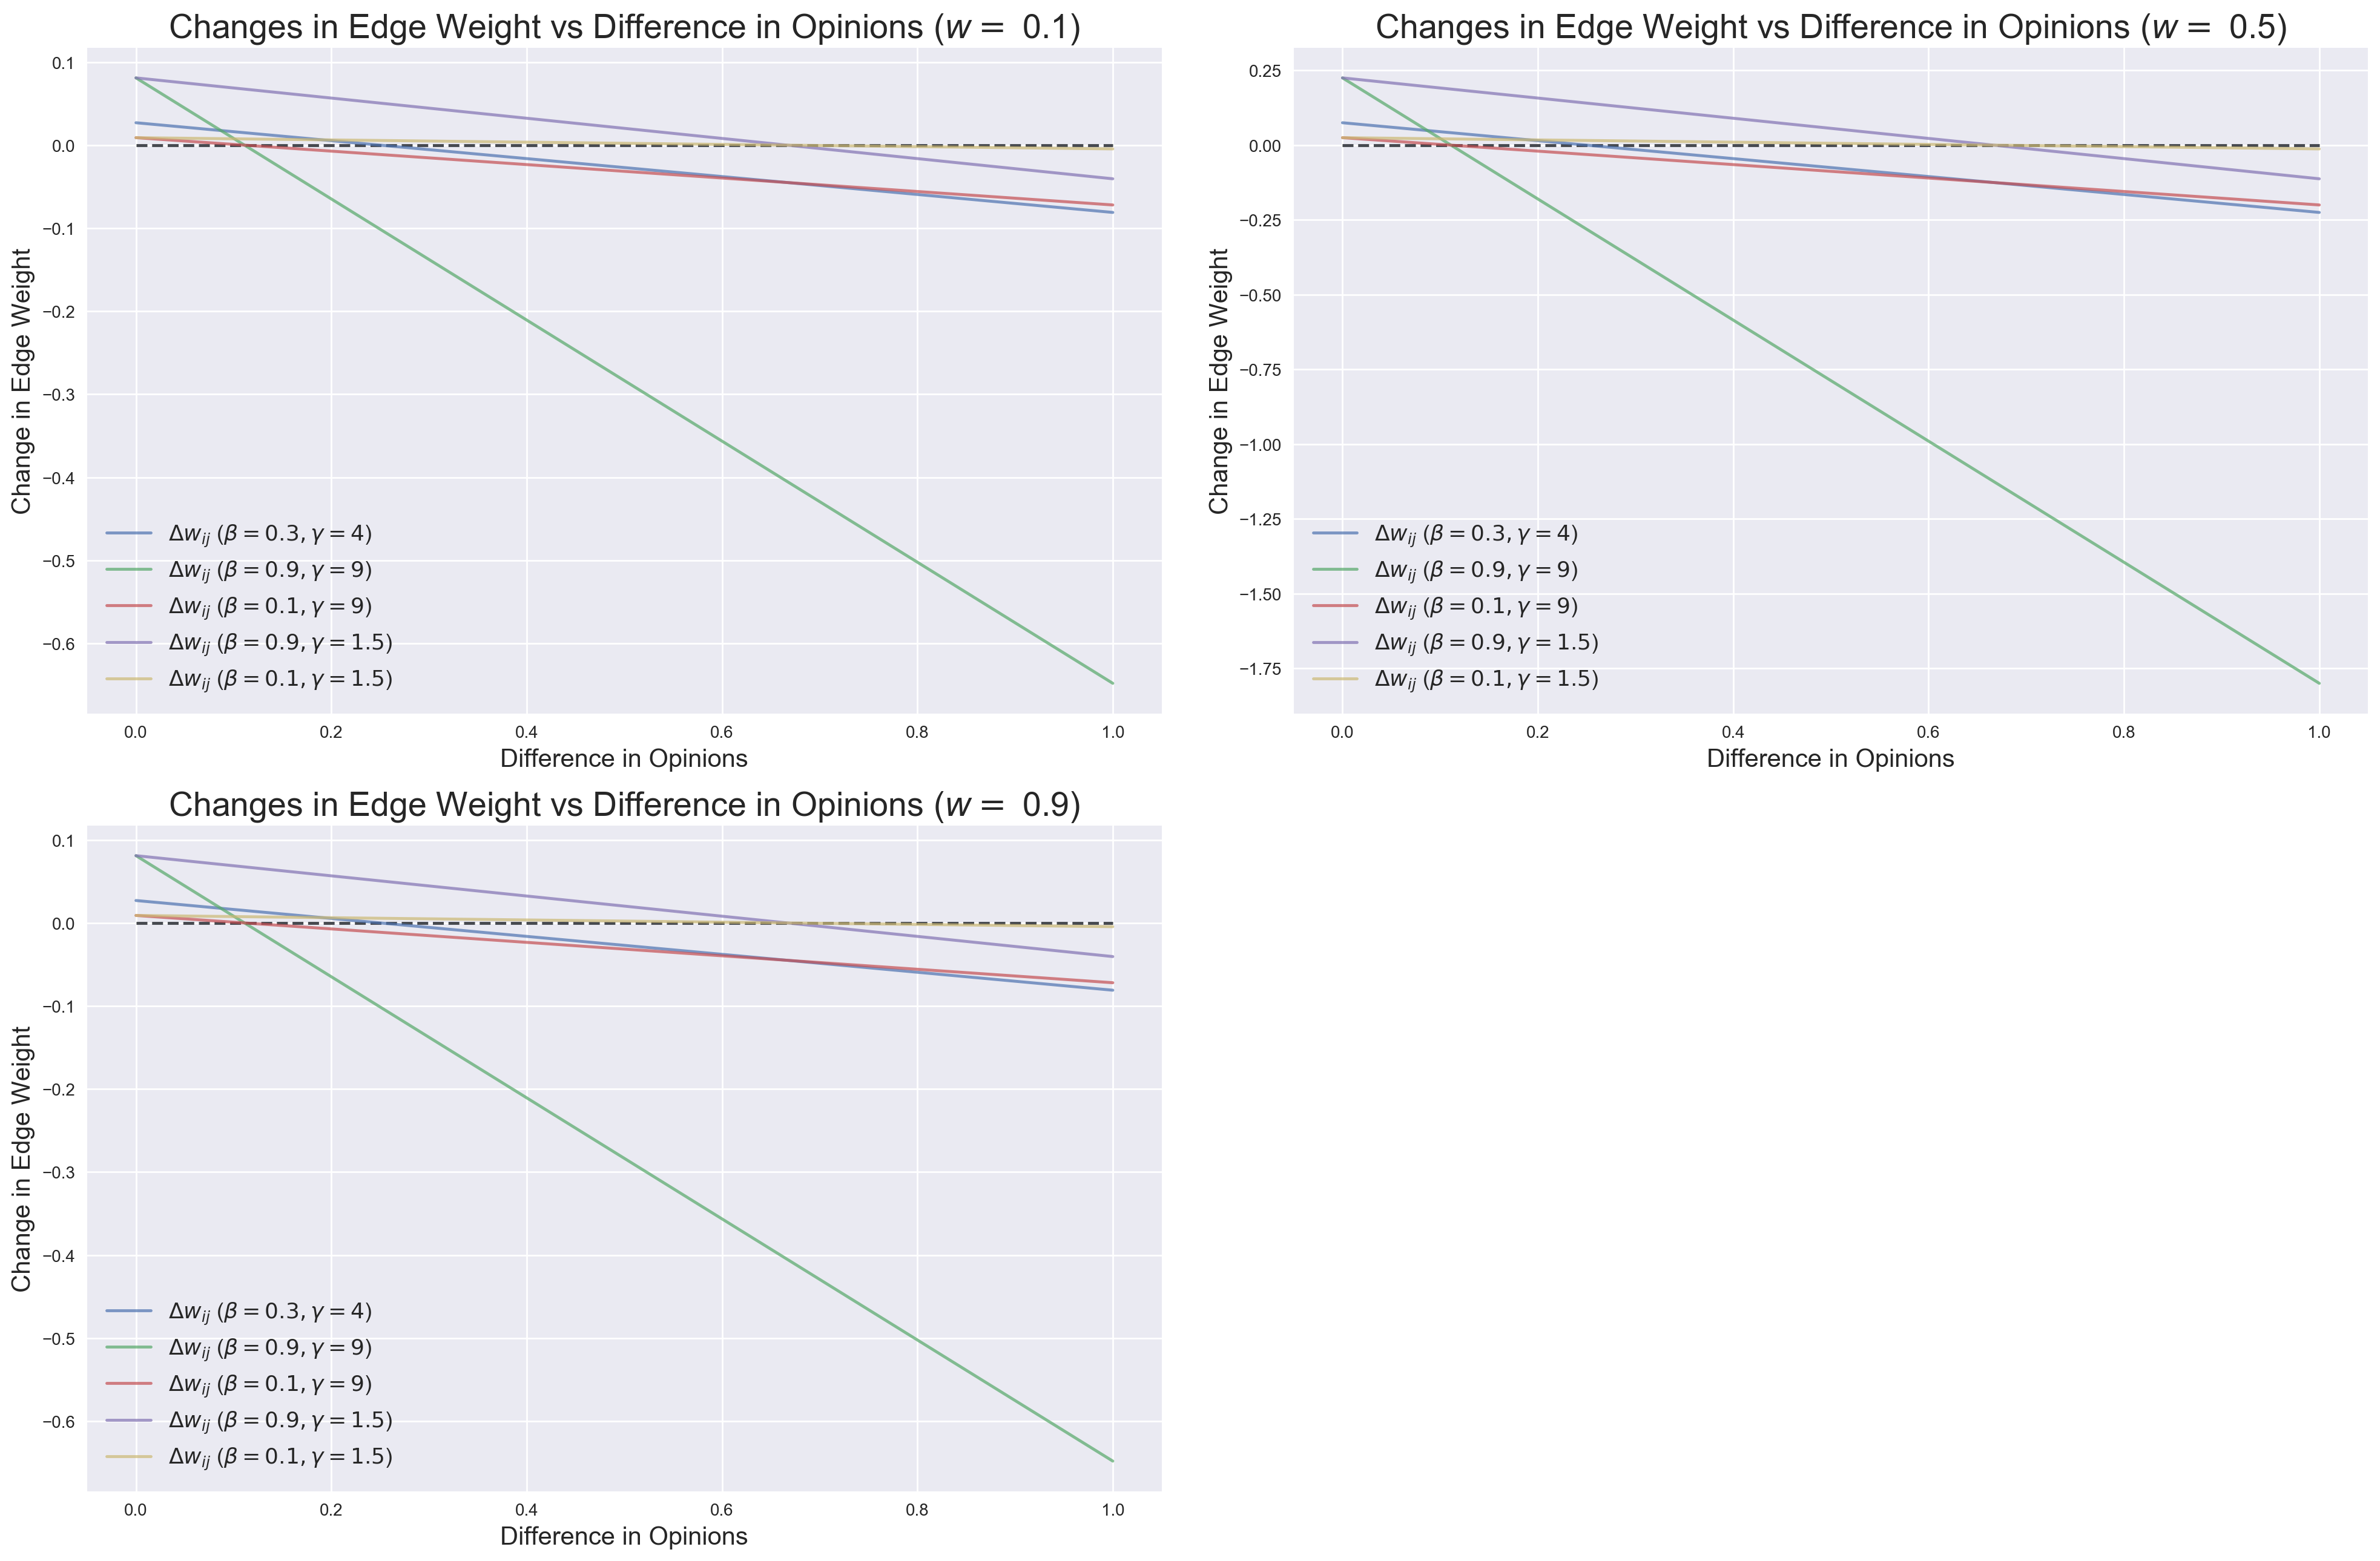 Changes in Edge Weight vs Difference in Opinions (w = 0.1)
Change in Edge Weight
0.1
0.0
−0.1
−0.2
−0.3
−0.4
−0.5
−0.6
Δw_ij (β = 0.3, γ = 4)
Δw_ij (β = 0.9, γ = 9)
Δw_ij (β = 0.1, γ = 9)
Δw_ij (β = 0.9, γ = 1.5)
Δw_ij (β = 0.1, γ = 1.5)
0.0 0.2 0.4 0.6 0.8 1.0
Difference in Opinions
Changes in Edge Weight vs Difference in Opinions (w = 0.5)
Change in Edge Weight
0.25
0.00
−0.25
−0.50
−0.75
−1.00
−1.25
−1.50
−1.75
Δw_ij (β = 0.3, γ = 4)
Δw_ij (β = 0.9, γ = 9)
Δw_ij (β = 0.1, γ = 9)
Δw_ij (β = 0.9, γ = 1.5)
Δw_ij (β = 0.1, γ = 1.5)
0.0 0.2 0.4 0.6 0.8 1.0
Difference in Opinions
Changes in Edge Weight vs Difference in Opinions (w = 0.9)
Change in Edge Weight
0.1
0.0
−0.1
−0.2
−0.3
−0.4
−0.5
−0.6
Δw_ij (β = 0.3, γ = 4)
Δw_ij (β = 0.9, γ = 9)
Δw_ij (β = 0.1, γ = 9)
Δw_ij (β = 0.9, γ = 1.5)
Δw_ij (β = 0.1, γ = 1.5)
0.0 0.2 0.4 0.6 0.8 1.0
Difference in Opinions